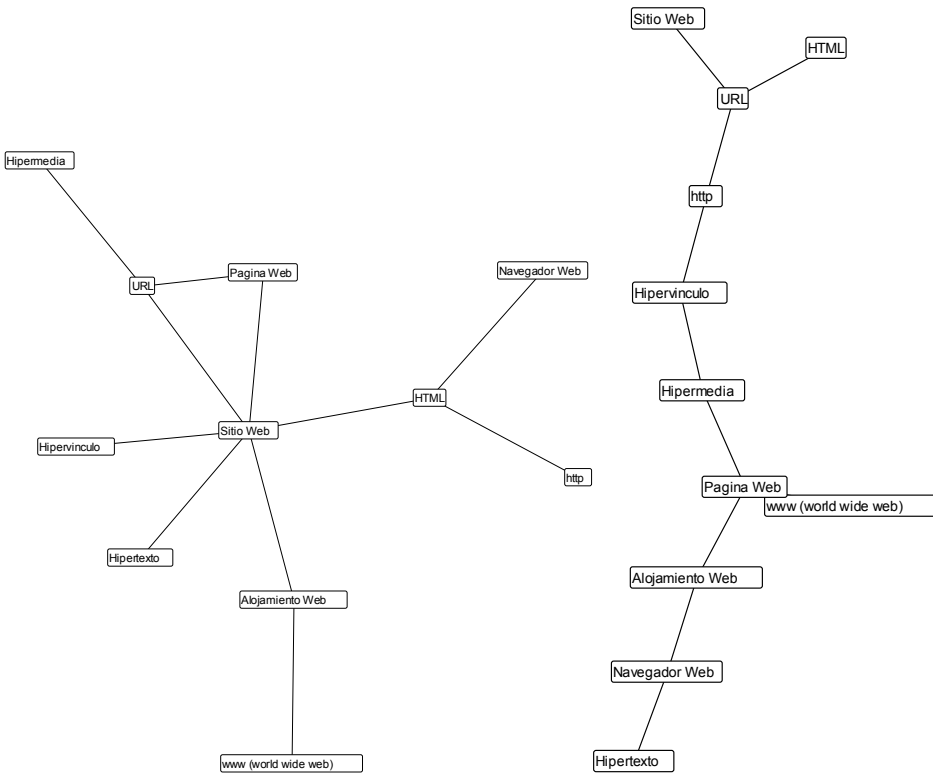 Hipermedia
URL
Pagina Web
Navegador Web
HTML
Sitio Web
Hipervinculo
http
Hipertexto
Alojamiento Web
www (world wide web)
Sitio Web
HTML
URL
http
Hipervinculo
Hipermedia
Pagina Web
www (world wide web)
Alojamiento Web
Navegador Web
Hipertexto